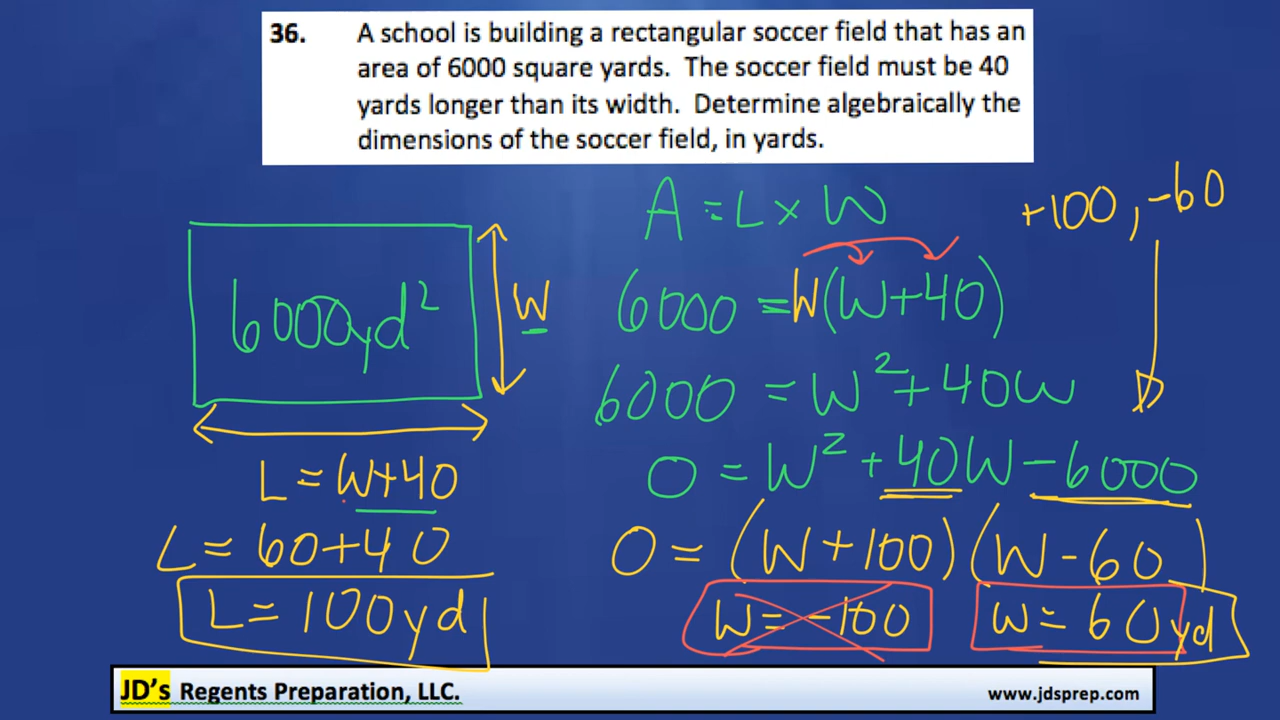 36. A school is building a rectangular soccer field that has an
area of 6000 square yards. The soccer field must be 40
yards longer than its width. Determine algebraically the
dimensions of the soccer field, in yards.
A = L × W
+100, -60
6000yd²
W
6000 = W(W+40)
6000 = W² + 40W
L = W+40
0 = W² + 40W - 6000
L = 60+40
0 = (W+100)(W-60)
L = 100yd
W = -100
W = 60yd
JD's Regents Preparation, LLC.
www.jdsprep.com